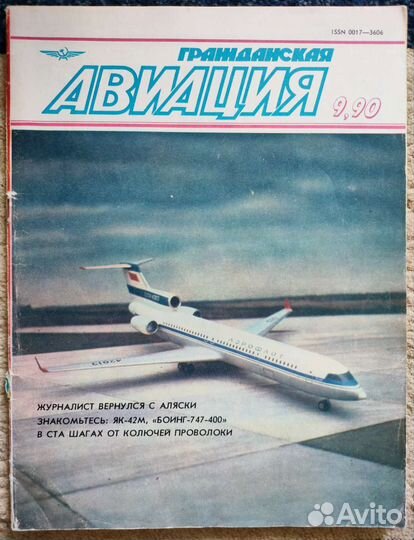 ISSN 0017—3606
ГРАЖДАНСКАЯ
АВИАЦИЯ
9,90
АЭРОФЛОТ
ЖУРНАЛИСТ ВЕРНУЛСЯ С АЛЯСКИ
ЗНАКОМЬТЕСЬ: ЯК-42М, «БОИНГ-747-400»
В СТА ШАГАХ ОТ КОЛЮЧЕЙ ПРОВОЛОКИ
Avito